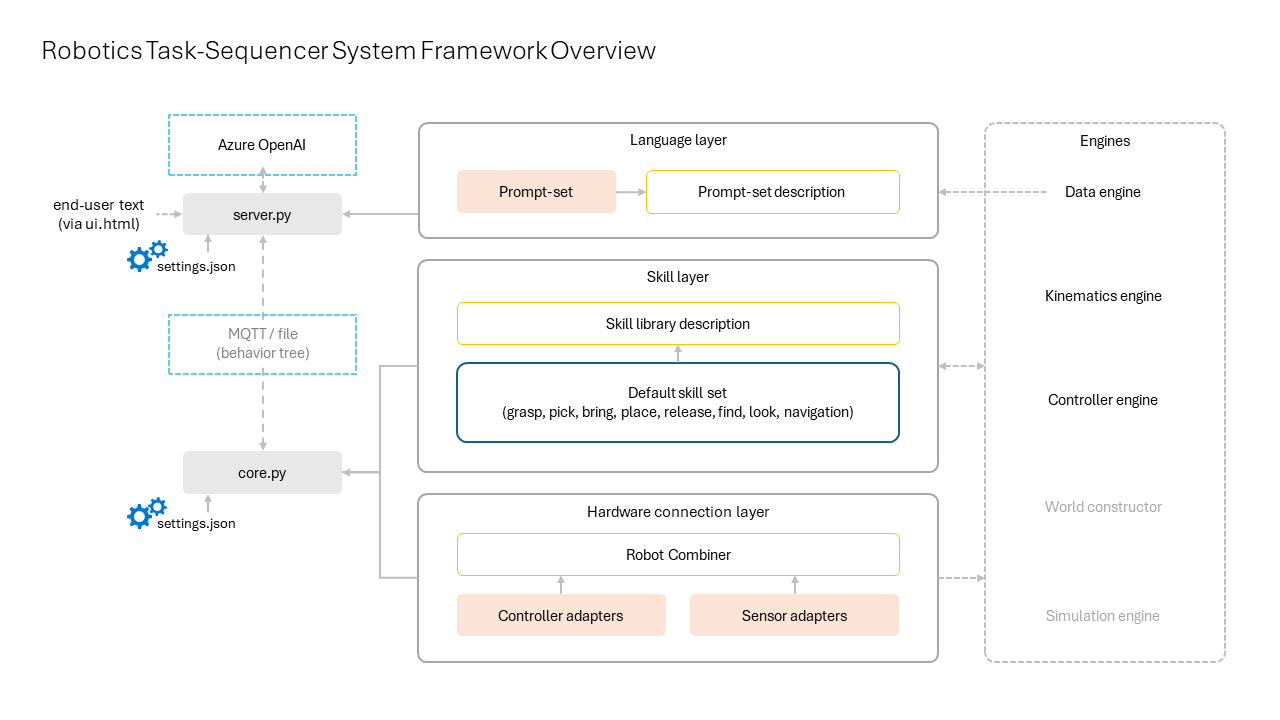 Robotics Task-Sequencer System Framework Overview
Azure OpenAI
end-user text
(via ui.html)
server.py
settings.json
MQTT / file
(behavior tree)
core.py
settings.json
Language layer
Prompt-set
Prompt-set description
Skill layer
Skill library description
Default skill set
(grasp, pick, bring, place, release, find, look, navigation)
Hardware connection layer
Robot Combiner
Controller adapters
Sensor adapters
Engines
Data engine
Kinematics engine
Controller engine
World constructor
Simulation engine